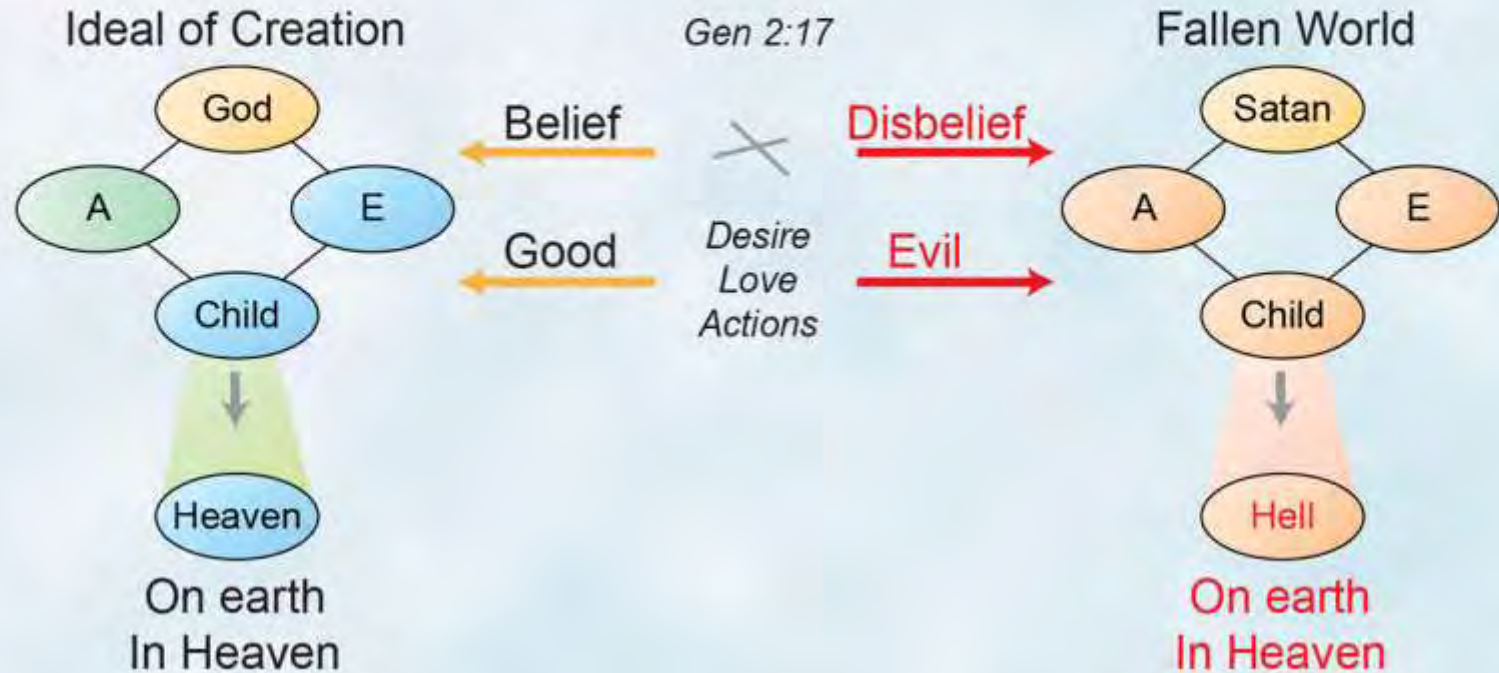 Ideal of Creation
Gen 2:17
Fallen World
God
A
E
Child
Heaven
On earth
In Heaven
Belief
Disbelief
Good
Desire
Love
Actions
Evil
Satan
A
E
Child
Hell
On earth
In Heaven